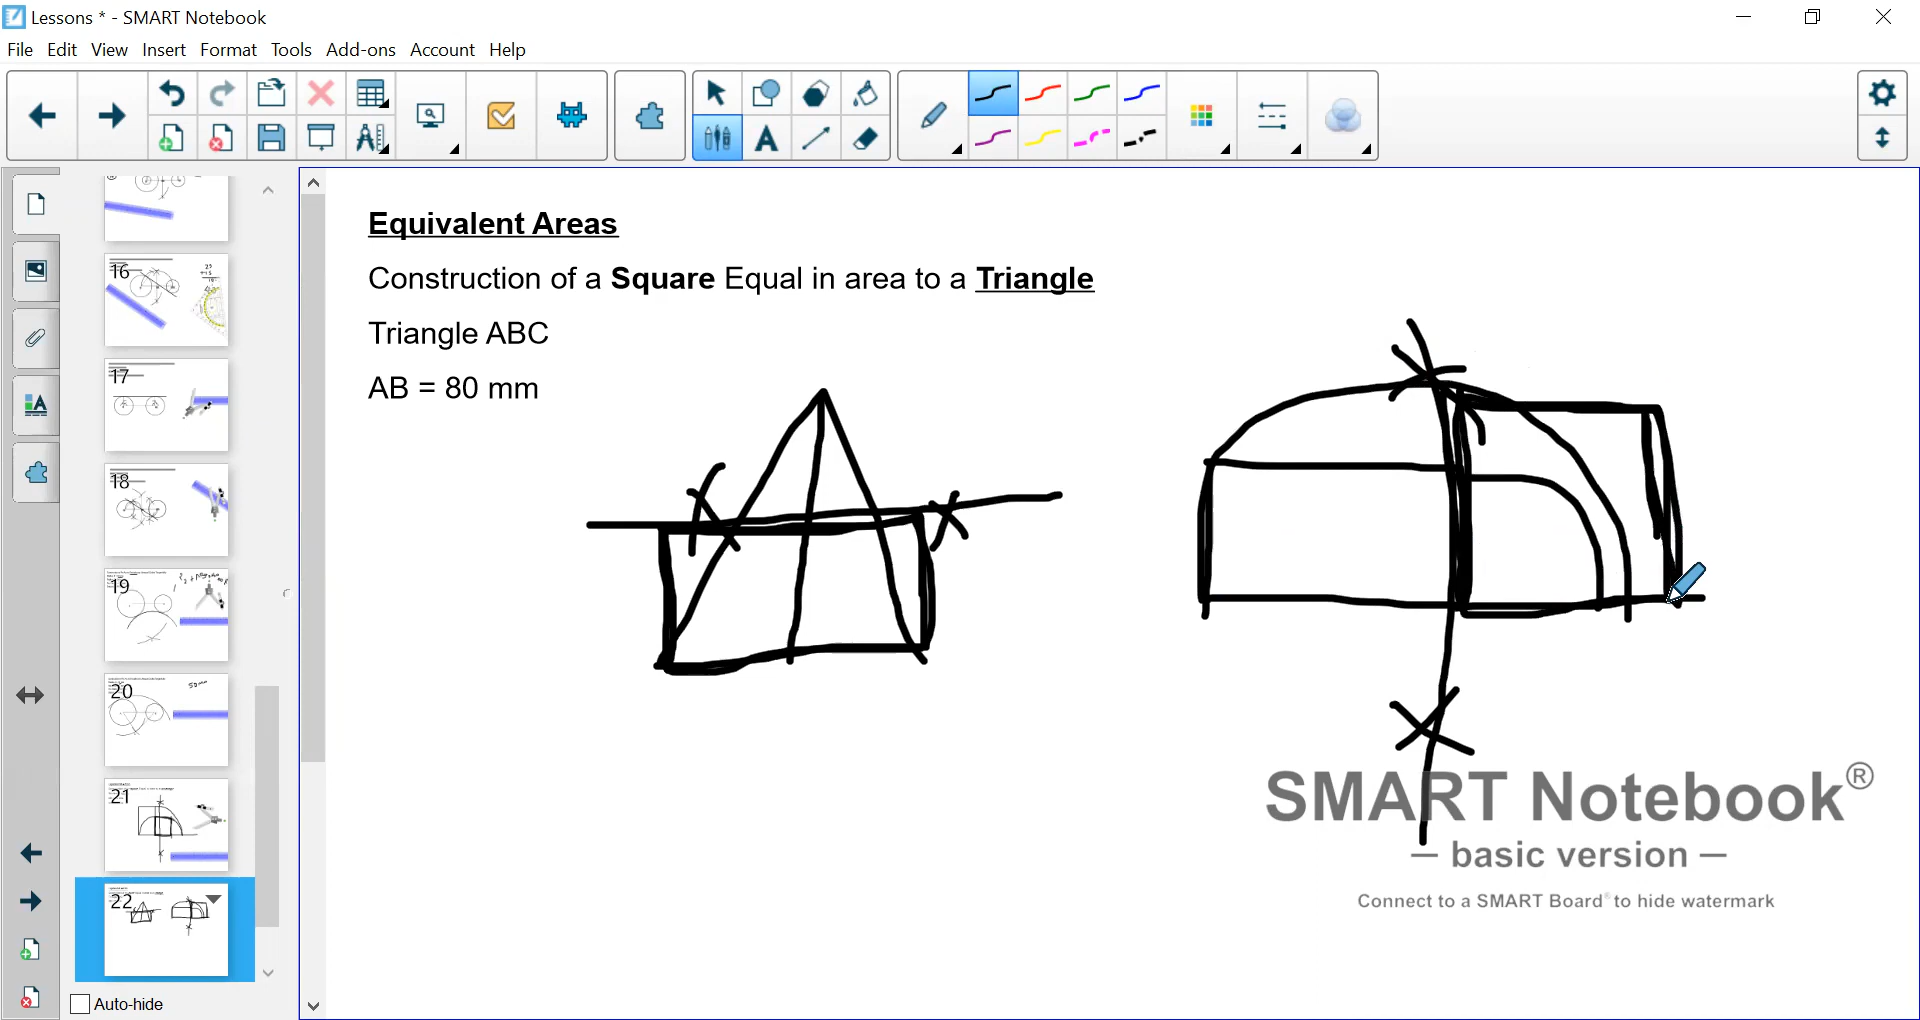 Lessons * - SMART Notebook
File Edit View Insert Format Tools Add-ons Account Help
A
16
17
18
19
20
50mm
21
22
A
Auto-hide
Equivalent Areas
Construction of a Square Equal in area to a Triangle
Triangle ABC
AB = 80 mm
SMART Notebook®
— basic version —
Connect to a SMART Board® to hide watermark